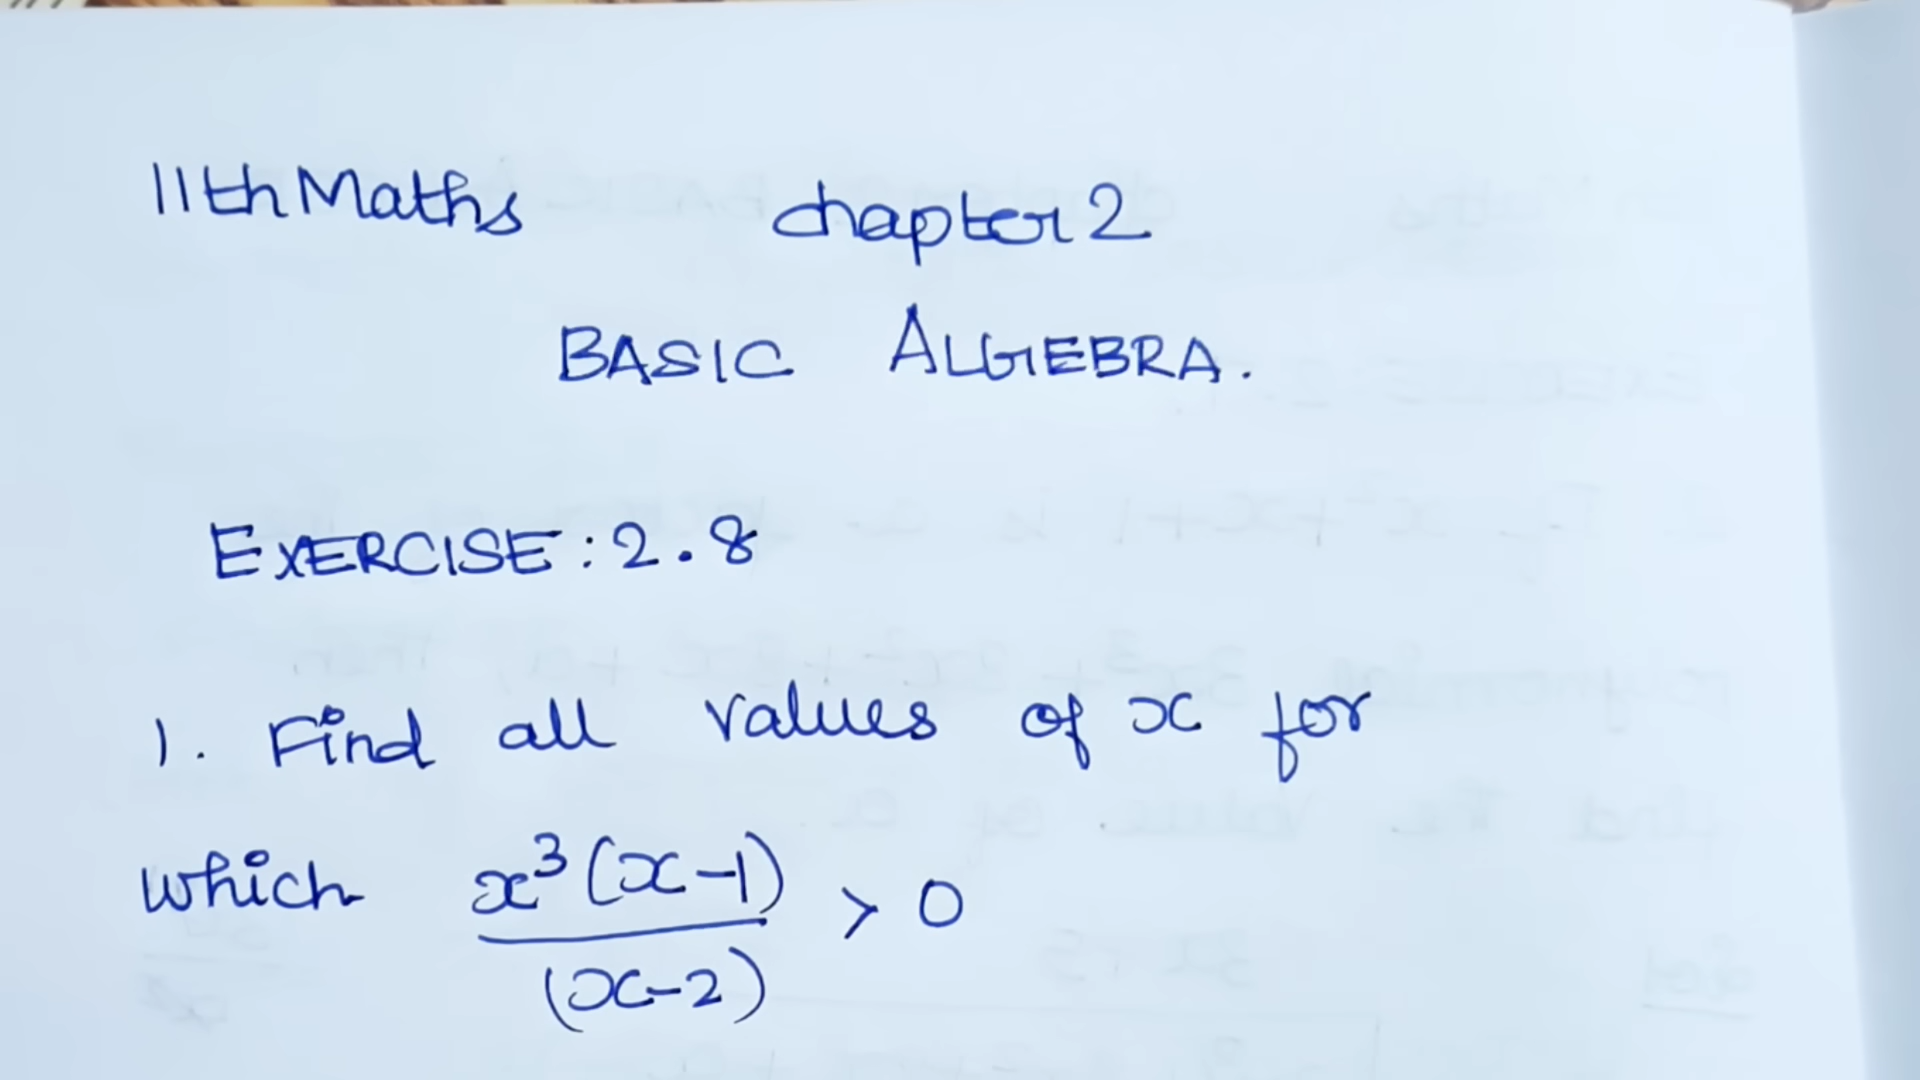 11th Maths chapter 2
BASIC ALGEBRA.
EXERCISE: 2.8
1. Find all values of x for
which x³(x-1)/(x-2) > 0